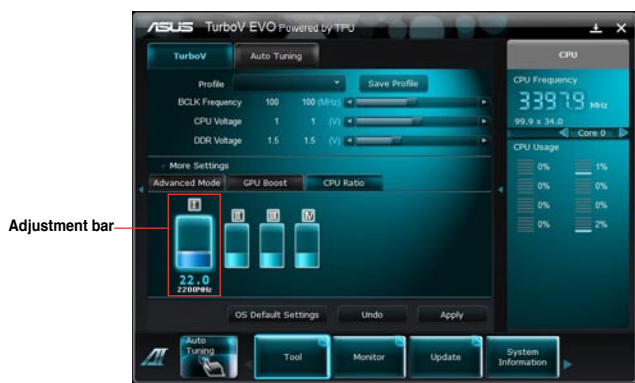 ASUS TurboV EVO Powered by TPU
TurboV Auto Tuning
Profile Save Profile
BCLK Frequency 100 100 (MHz)
CPU Voltage 1 1 (V)
DDR Voltage 1.5 1.5 (V)
More Settings
Advanced Mode GPU Boost CPU Ratio
Adjustment bar
22.0
2200MHz
OS Default Settings Undo Apply
CPU
CPU Frequency
3397.9 MHz
99.9 x 34.0
Core 0
CPU Usage
0% 1%
0% 0%
0% 0%
0% 2%
AI
Auto Tuning
Tool
Monitor
Update
System Information